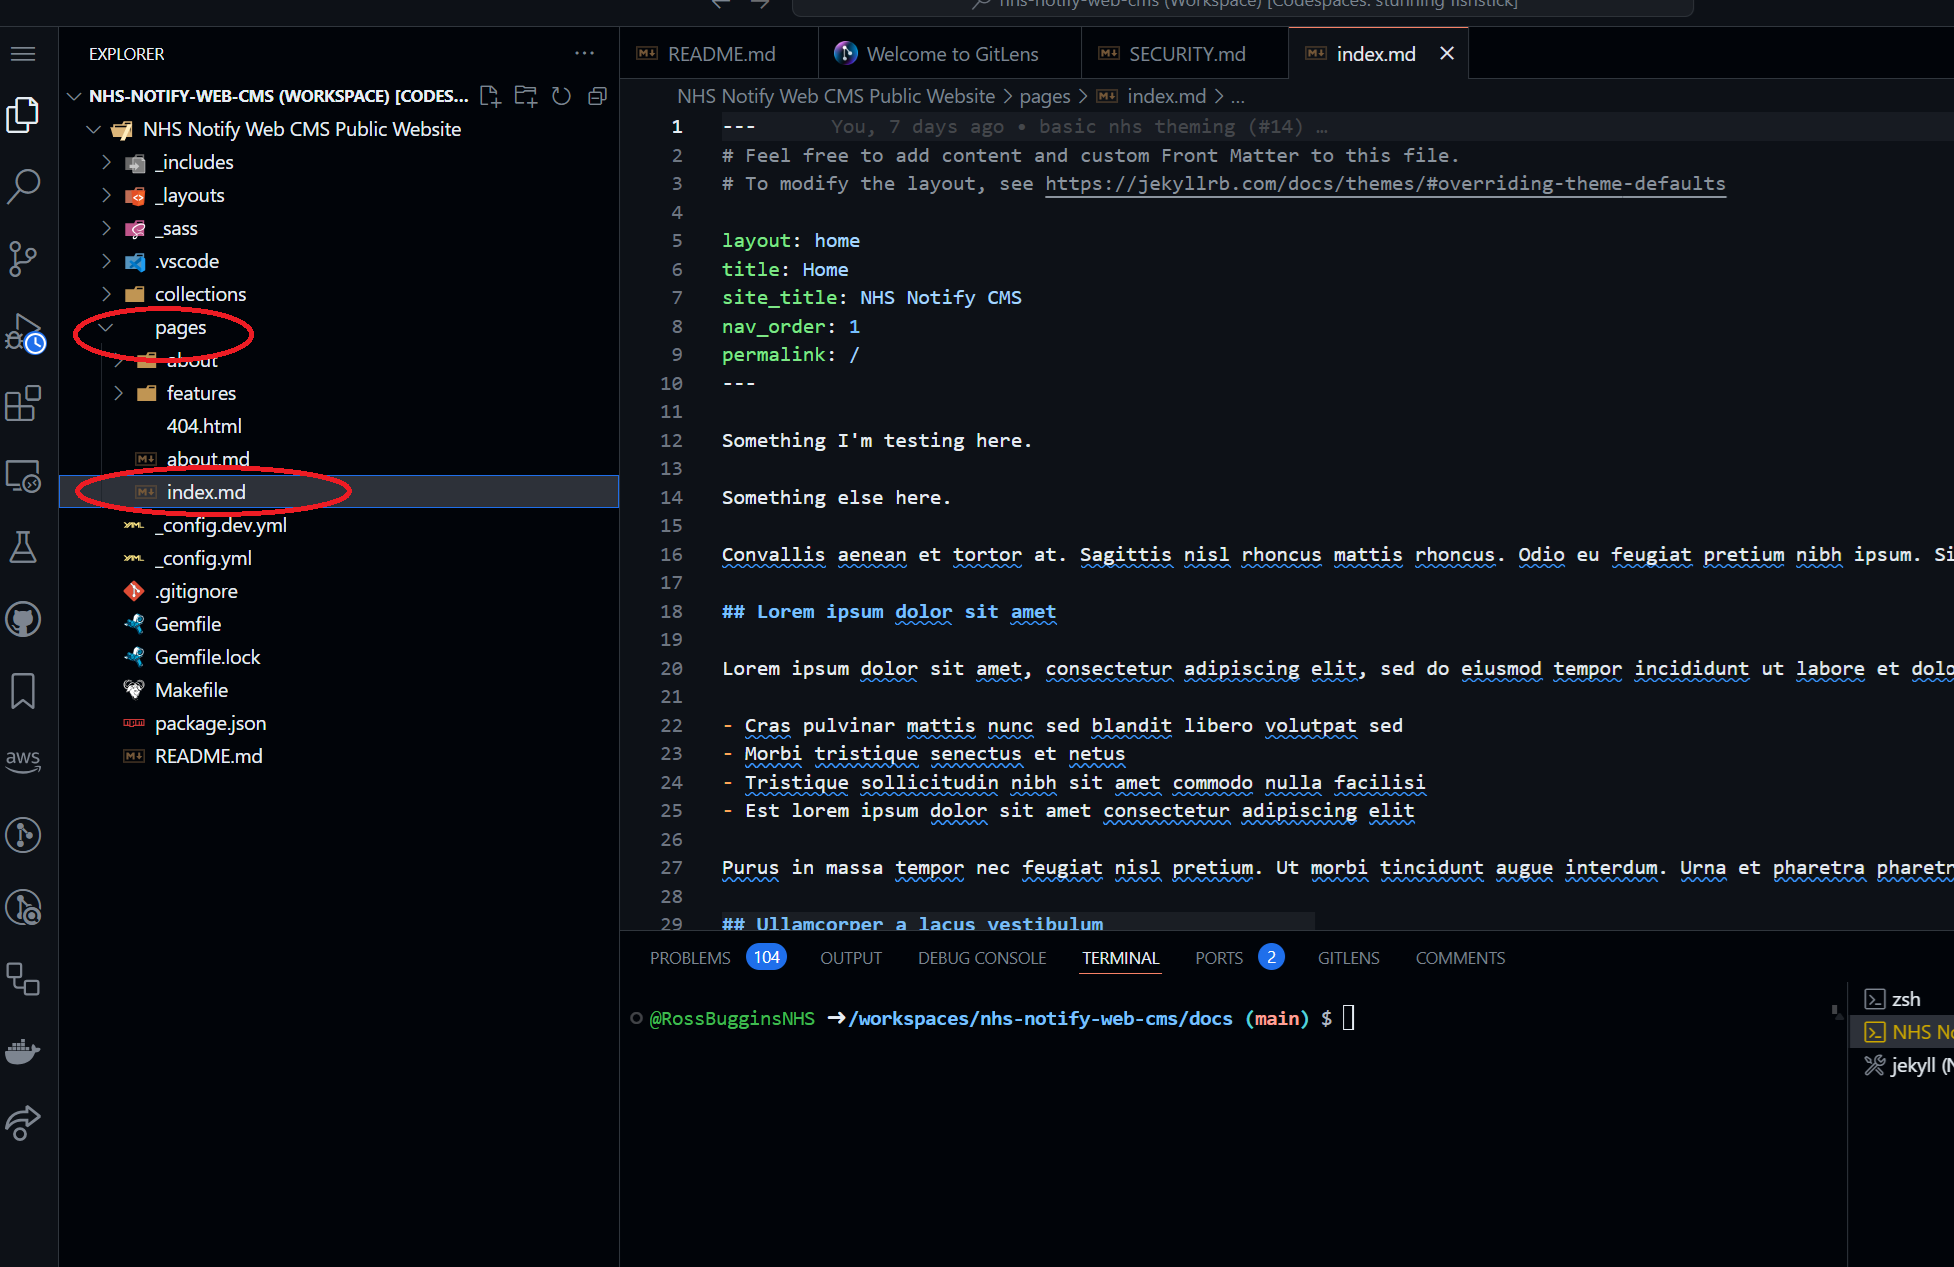 nhs-notify-web-cms (Workspace) [Codespaces: stunning fishstick]
EXPLORER
NHS-NOTIFY-WEB-CMS (WORKSPACE) [CODES...
NHS Notify Web CMS Public Website
_includes
_layouts
_sass
.vscode
collections
pages
about
features
404.html
about.md
index.md
_config.dev.yml
_config.yml
.gitignore
Gemfile
Gemfile.lock
Makefile
package.json
README.md
aws
README.md
Welcome to GitLens
SECURITY.md
index.md
NHS Notify Web CMS Public Website > pages > index.md > ...
1 --- You, 7 days ago • basic nhs theming (#14) …
2 # Feel free to add content and custom Front Matter to this file.
3 # To modify the layout, see https://jekyllrb.com/docs/themes/#overriding-theme-defaults
4
5 layout: home
6 title: Home
7 site_title: NHS Notify CMS
8 nav_order: 1
9 permalink: /
10 ---
11
12 Something I'm testing here.
13
14 Something else here.
15
16 Convallis aenean et tortor at. Sagittis nisl rhoncus mattis rhoncus. Odio eu feugiat pretium nibh ipsum. Si
17
18 ## Lorem ipsum dolor sit amet
19
20 Lorem ipsum dolor sit amet, consectetur adipiscing elit, sed do eiusmod tempor incididunt ut labore et dolo
21
22 - Cras pulvinar mattis nunc sed blandit libero volutpat sed
23 - Morbi tristique senectus et netus
24 - Tristique sollicitudin nibh sit amet commodo nulla facilisi
25 - Est lorem ipsum dolor sit amet consectetur adipiscing elit
26
27 Purus in massa tempor nec feugiat nisl pretium. Ut morbi tincidunt augue interdum. Urna et pharetra pharetr
28
29 ## Ullamcorper a lacus vestibulum
PROBLEMS 104 OUTPUT DEBUG CONSOLE TERMINAL PORTS 2 GITLENS COMMENTS
@RossBugginsNHS ➜/workspaces/nhs-notify-web-cms/docs (main) $
zsh
NHS No
jekyll (N